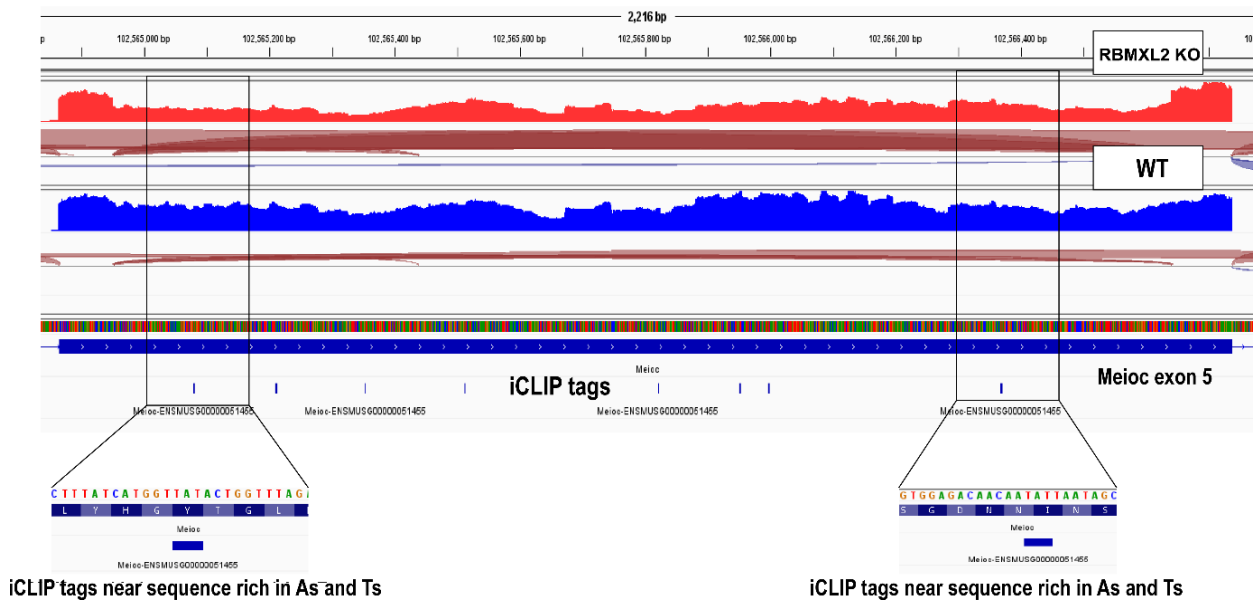 2,216 bp
102,565,000 bp 102,565,200 bp 102,565,400 bp 102,565,600 bp 102,565,800 bp 102,566,000 bp 102,566,200 bp 102,566,400 bp
RBMXL2 KO
WT
Meioc
iCLIP tags
Meioc exon 5
Meioc-ENSMUSG00000051455 Meioc-ENSMUSG00000051455 Meioc-ENSMUSG00000051455
CTTTATCATGGTTATACTGGTTTAG
L Y H G Y T G L
Meioc
Meioc-ENSMUSG00000051455
GTGGAGACAACAATATTAATAGC
S G D N N I N S
Meioc
Meioc-ENSMUSG00000051455
iCLIP tags near sequence rich in As and Ts
iCLIP tags near sequence rich in As and Ts